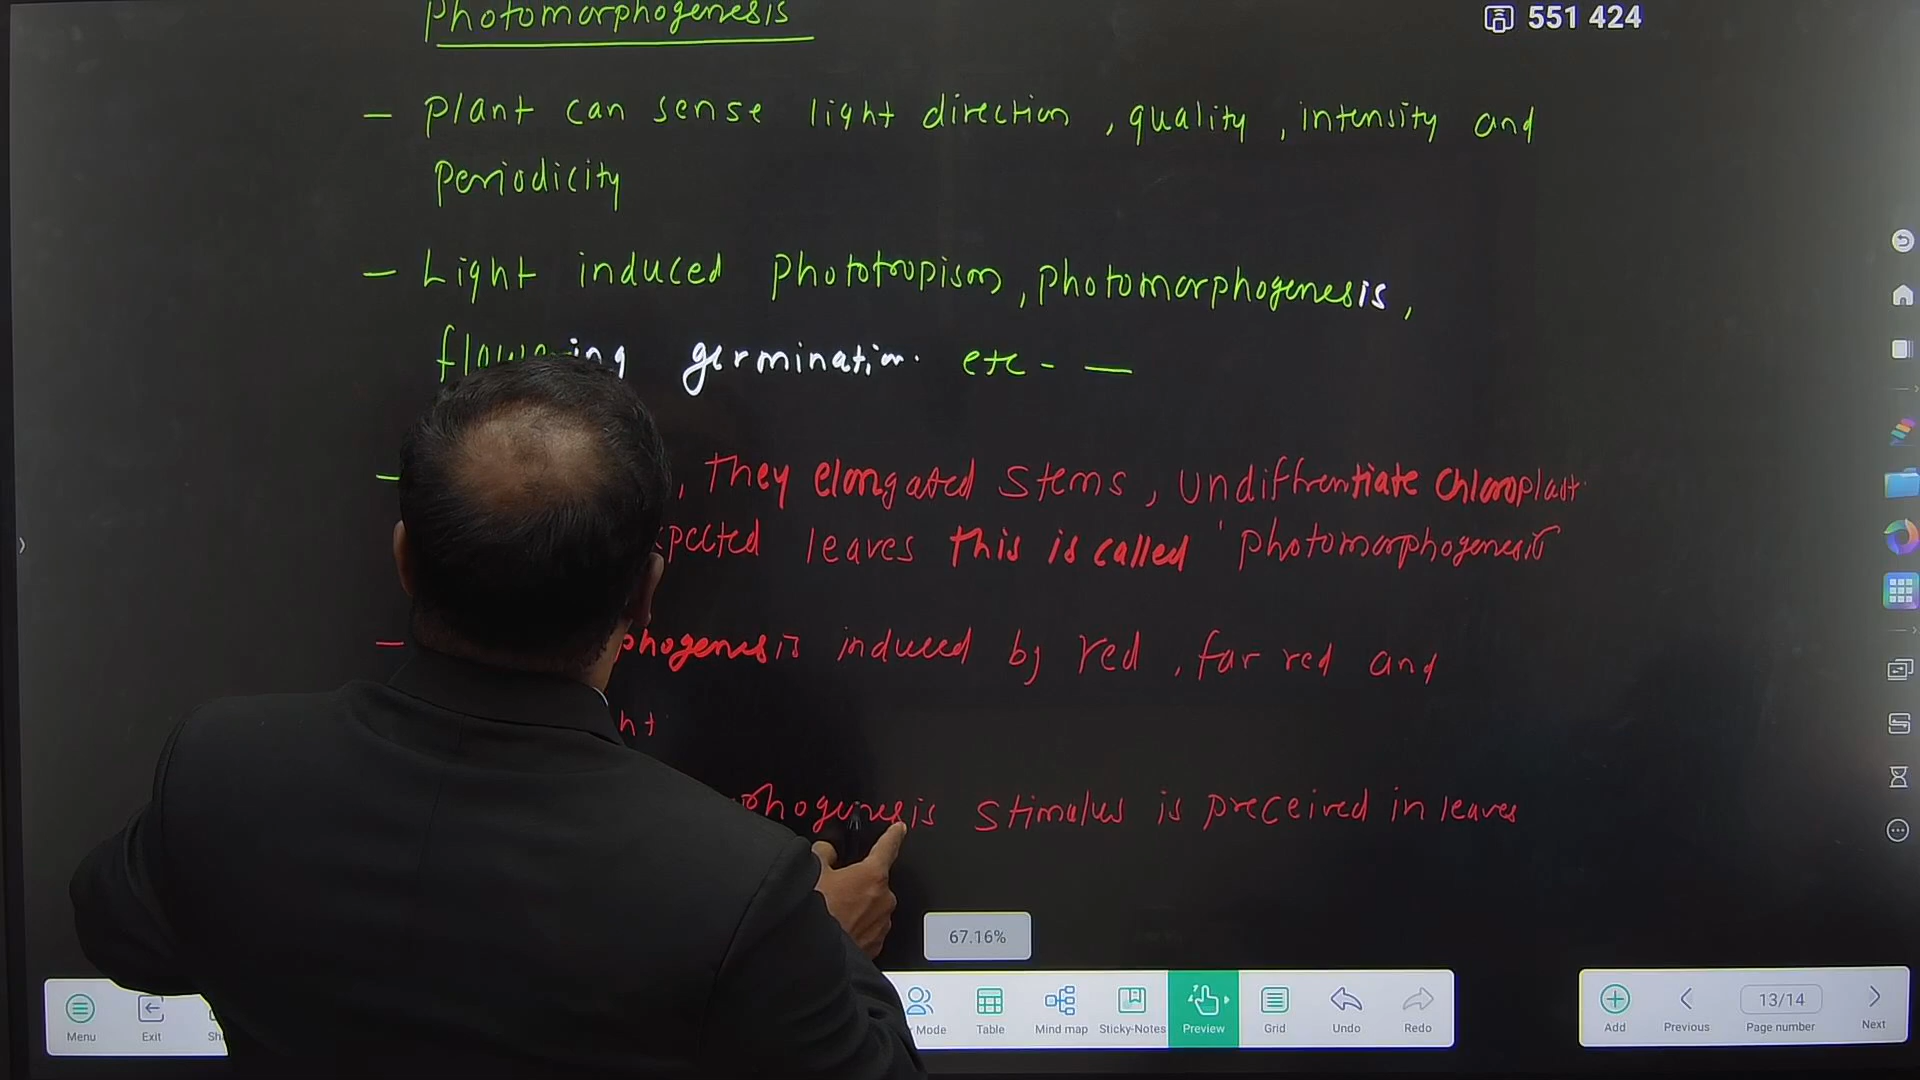 Photomorphogenesis
551 424
— Plant can sense light direction , quality , intensity and
Periodicity
— Light induced phototropism , photomorphogenesis ,
flowering germination. etc - —
— , They elongated stems , undiffrentiate chloroplast
leaves this is called ' photomorphogenesis
— induced by red , far red and
stimulus is preceived in leaves
67.16%
Menu Exit Mode Table Mind map Sticky-Notes Preview Grid Undo Redo Add Previous 13/14 Page number Next